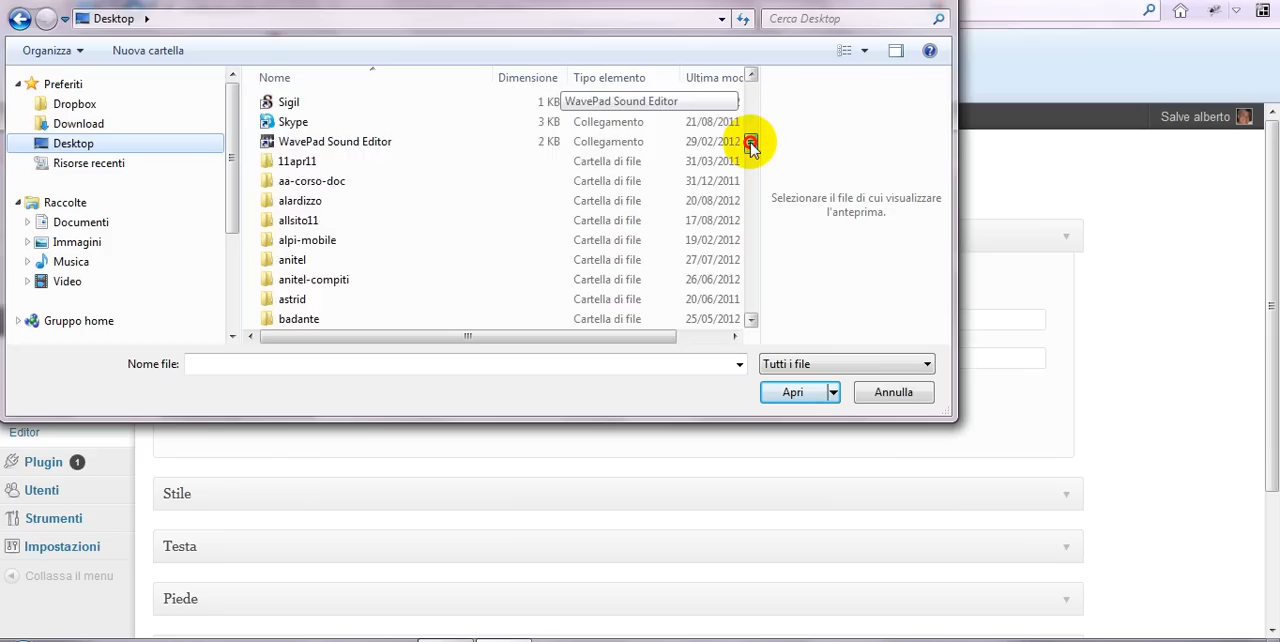 Desktop
Cerca Desktop
Organizza
Nuova cartella
Nome
Dimensione
Tipo elemento
Ultima mod
Preferiti
Dropbox
Download
Desktop
Risorse recenti
Raccolte
Documenti
Immagini
Musica
Video
Gruppo home
Sigil 1 KB
WavePad Sound Editor
Skype 3 KB Collegamento 21/08/2011
WavePad Sound Editor 2 KB Collegamento 29/02/2012
11apr11 Cartella di file 31/03/2011
aa-corso-doc Cartella di file 31/12/2011
alardizzo Cartella di file 20/08/2012
allsito11 Cartella di file 17/08/2012
alpi-mobile Cartella di file 19/02/2012
anitel Cartella di file 27/07/2012
anitel-compiti Cartella di file 26/06/2012
astrid Cartella di file 20/06/2011
badante Cartella di file 25/05/2012
Selezionare il file di cui visualizzare
l'anteprima.
Nome file:
Tutti i file
Apri
Annulla
Salve alberto
Editor
Plugin 1
Utenti
Strumenti
Impostazioni
Collassa il menu
Stile
Testa
Piede